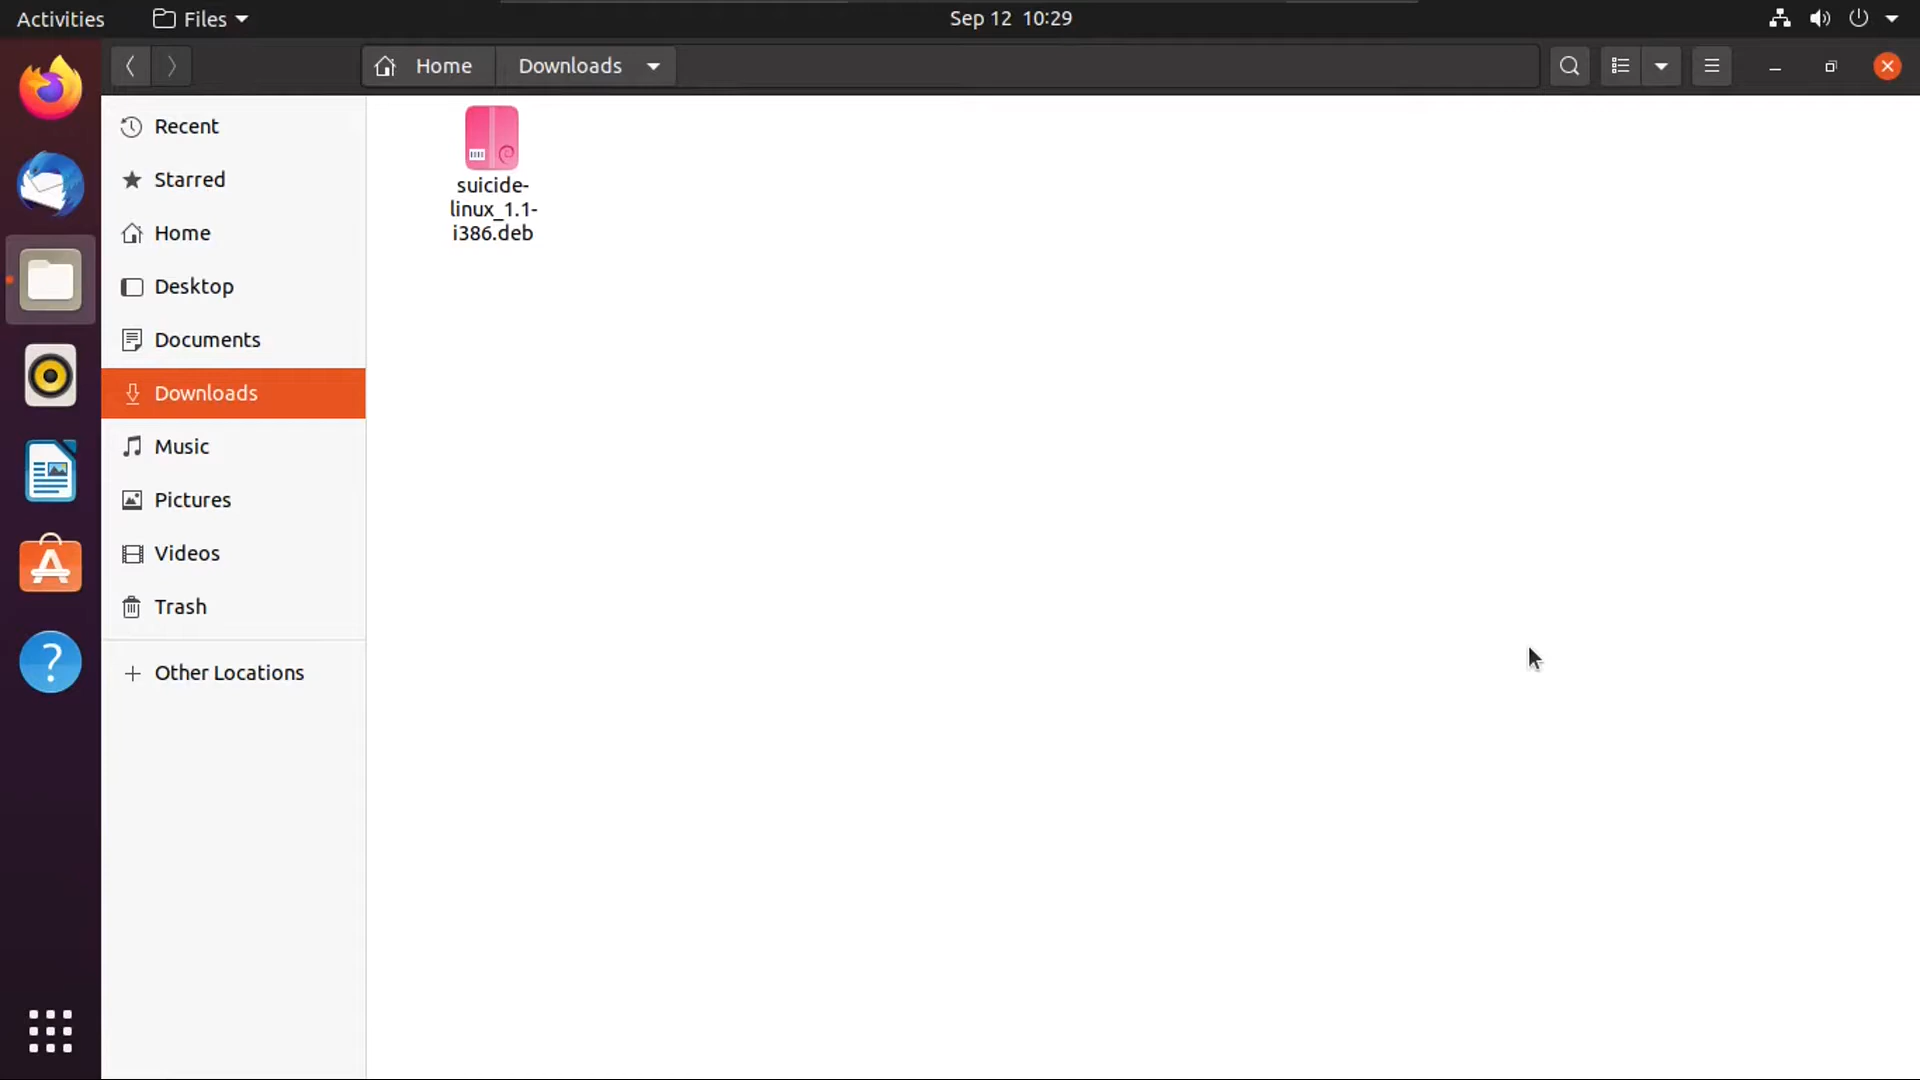 Activities
Files
Sep 12 10:29
Home
Downloads
Recent
Starred
Home
Desktop
Documents
Downloads
Music
Pictures
Videos
Trash
Other Locations
suicide-
linux_1.1-
i386.deb